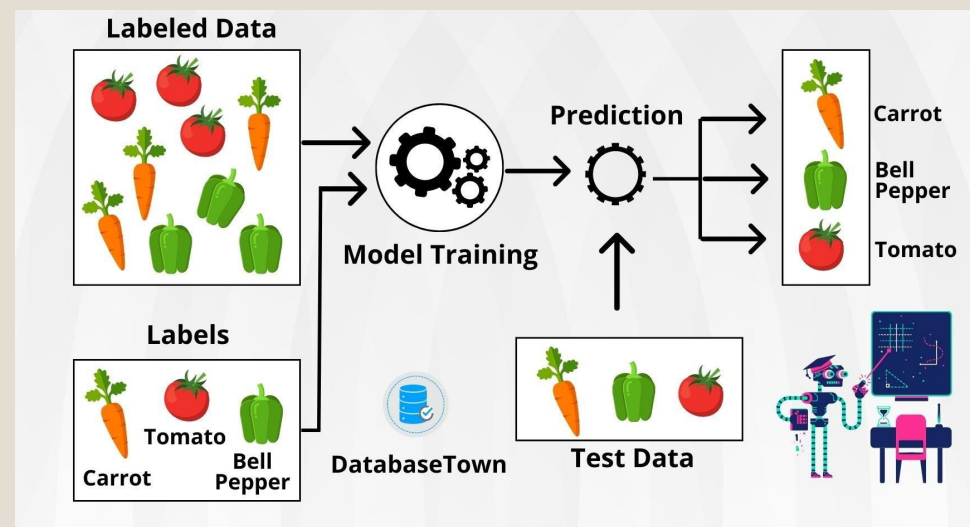 Labeled Data
Prediction
Carrot
Bell
Pepper
Tomato
Model Training
Labels
Tomato
Carrot
Bell
Pepper
DatabaseTown
Test Data